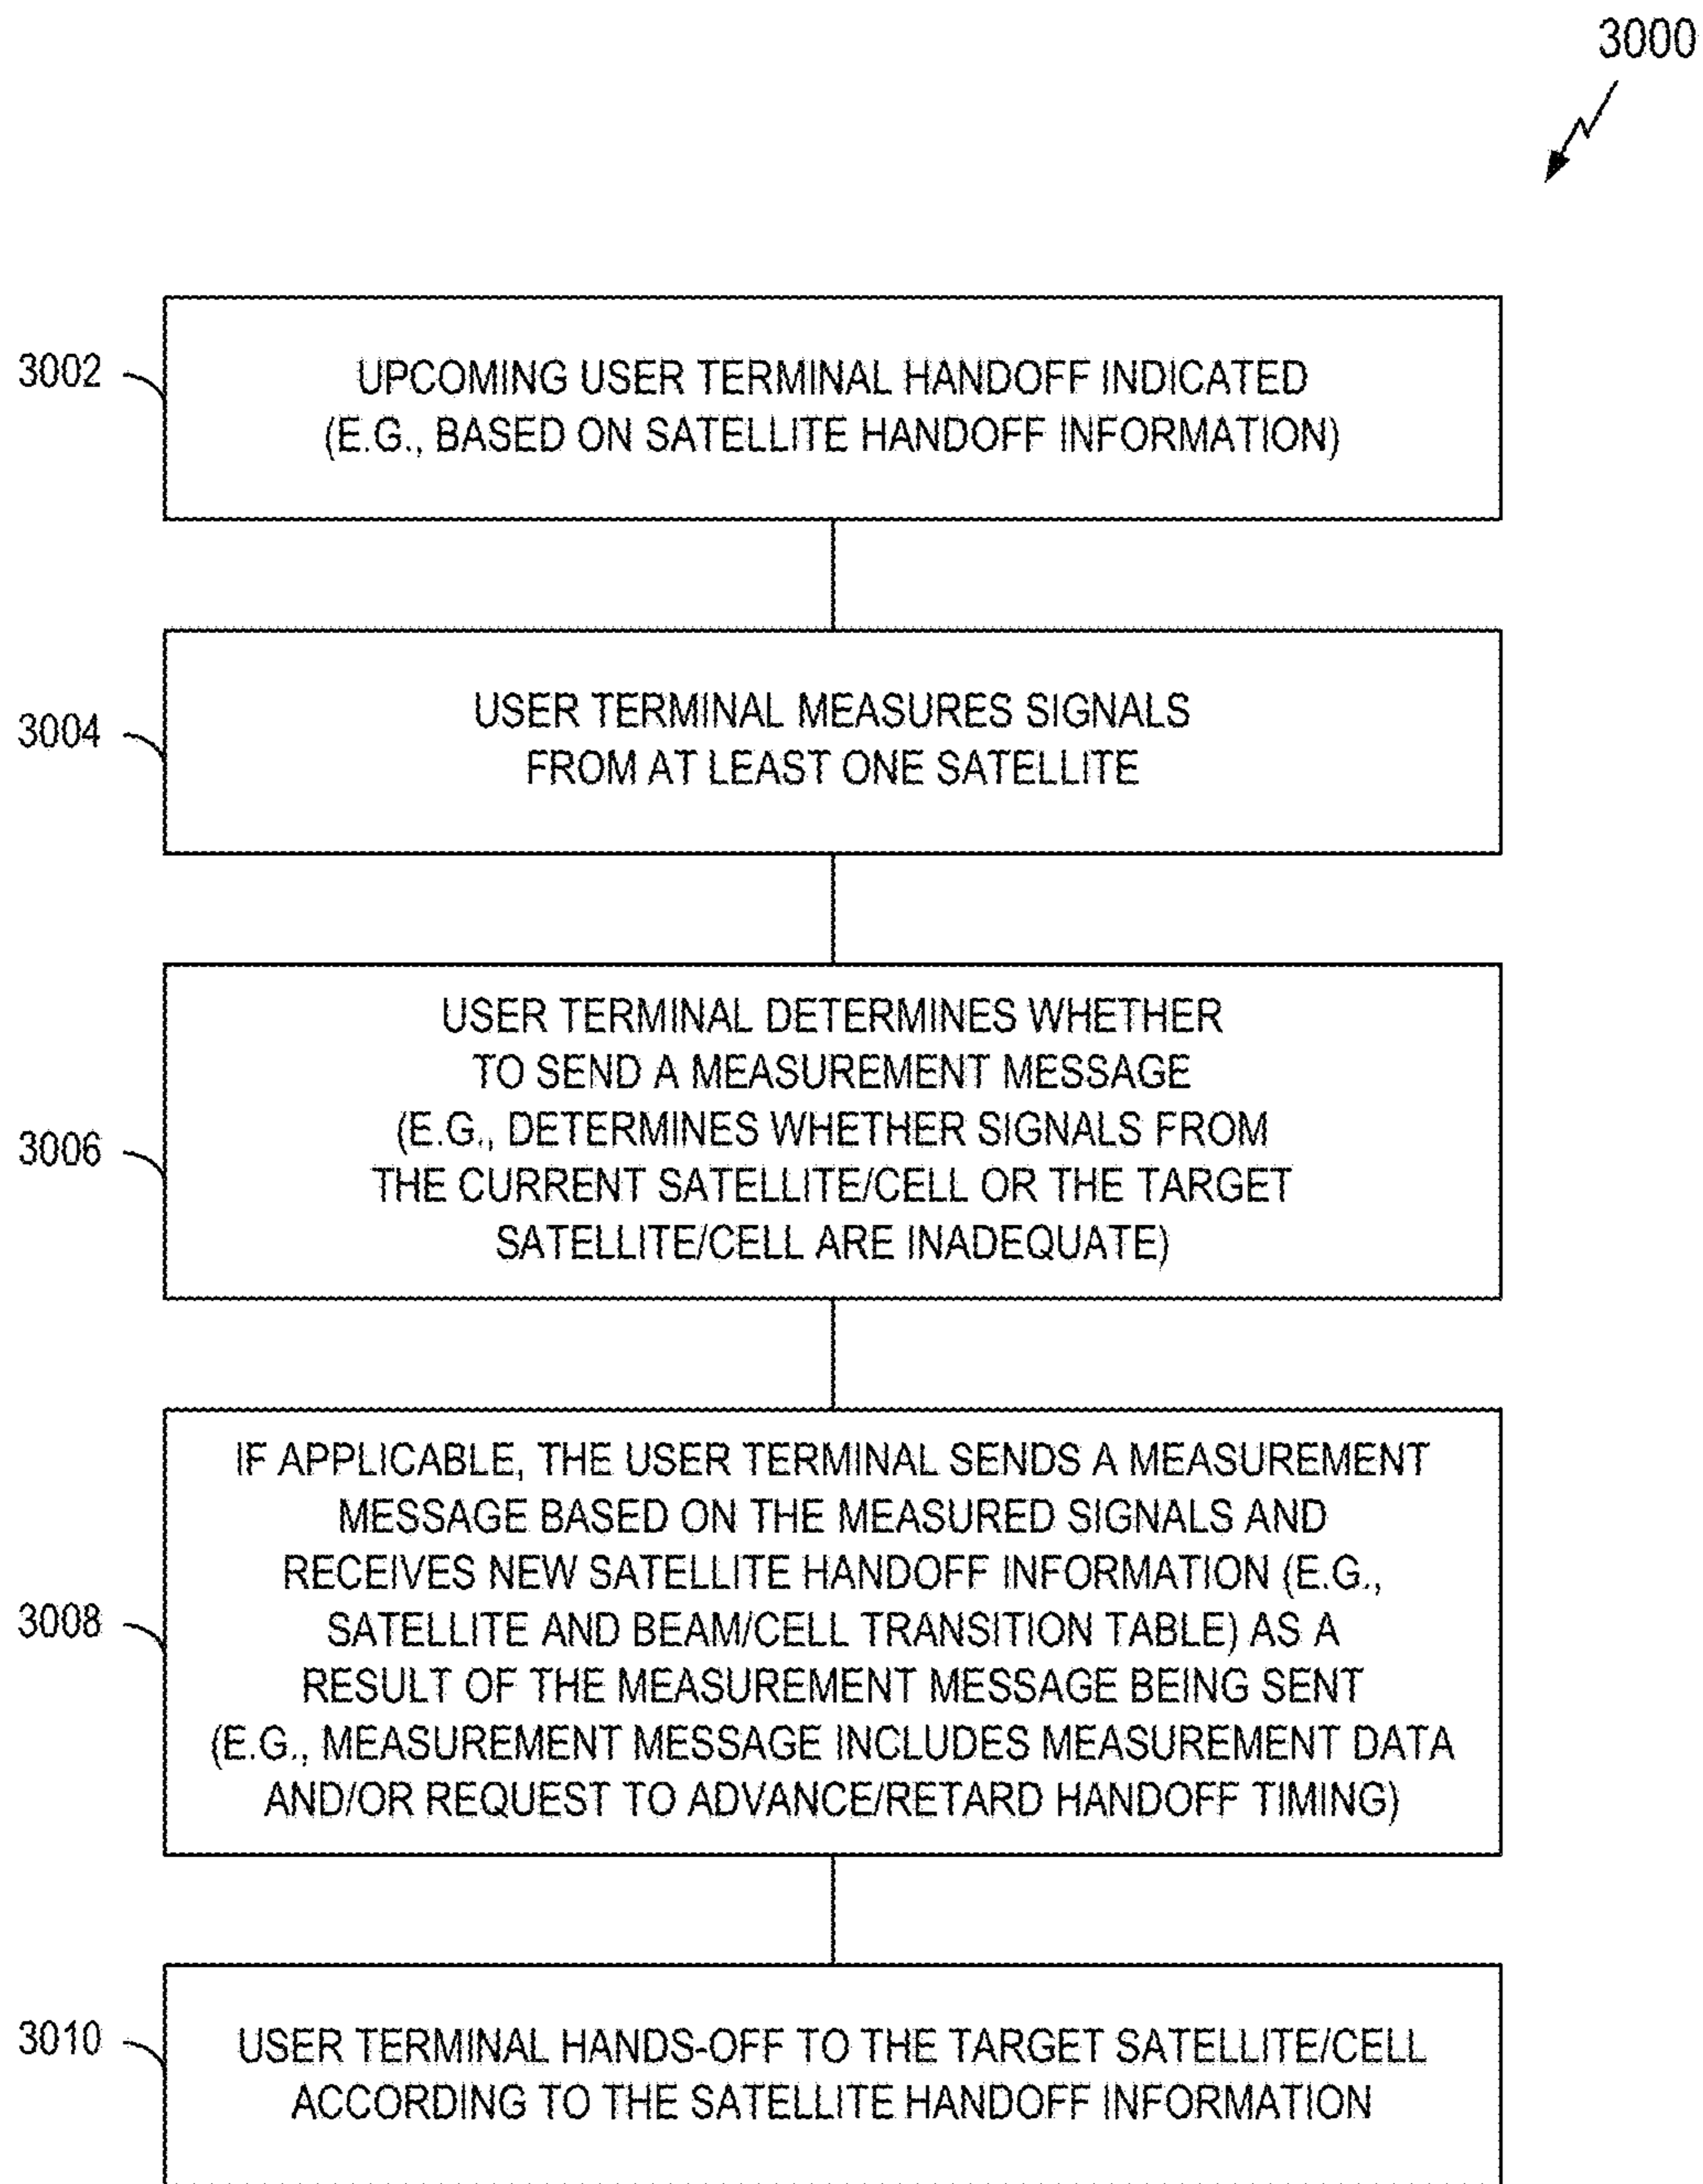 3000
3002
UPCOMING USER TERMINAL HANDOFF INDICATED
(E.G., BASED ON SATELLITE HANDOFF INFORMATION)
3004
USER TERMINAL MEASURES SIGNALS
FROM AT LEAST ONE SATELLITE
3006
USER TERMINAL DETERMINES WHETHER
TO SEND A MEASUREMENT MESSAGE
(E.G., DETERMINES WHETHER SIGNALS FROM
THE CURRENT SATELLITE/CELL OR THE TARGET
SATELLITE/CELL ARE INADEQUATE)
3008
IF APPLICABLE, THE USER TERMINAL SENDS A MEASUREMENT
MESSAGE BASED ON THE MEASURED SIGNALS AND
RECEIVES NEW SATELLITE HANDOFF INFORMATION (E.G.,
SATELLITE AND BEAM/CELL TRANSITION TABLE) AS A
RESULT OF THE MEASUREMENT MESSAGE BEING SENT
(E.G., MEASUREMENT MESSAGE INCLUDES MEASUREMENT DATA
AND/OR REQUEST TO ADVANCE/RETARD HANDOFF TIMING)
3010
USER TERMINAL HANDS-OFF TO THE TARGET SATELLITE/CELL
ACCORDING TO THE SATELLITE HANDOFF INFORMATION